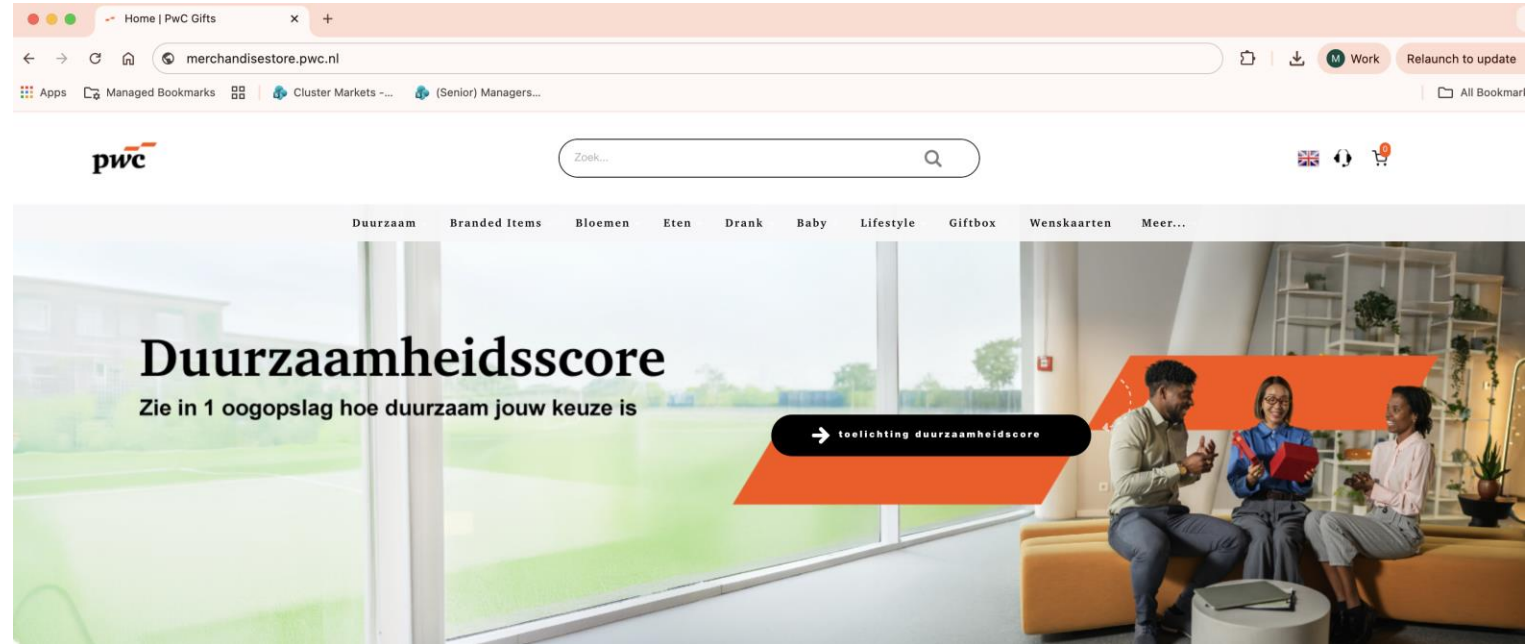 Home | PwC Gifts
merchandisestore.pwc.nl
M Work
Relaunch to update
Apps
Managed Bookmarks
Cluster Markets -...
(Senior) Managers...
All Bookmark
pwc
Zoek...
0
Duurzaam Branded Items Bloemen Eten Drank Baby Lifestyle Giftbox Wenskaarten Meer...
Duurzaamheidsscore
Zie in 1 oogopslag hoe duurzaam jouw keuze is
toelichting duurzaamheidscore